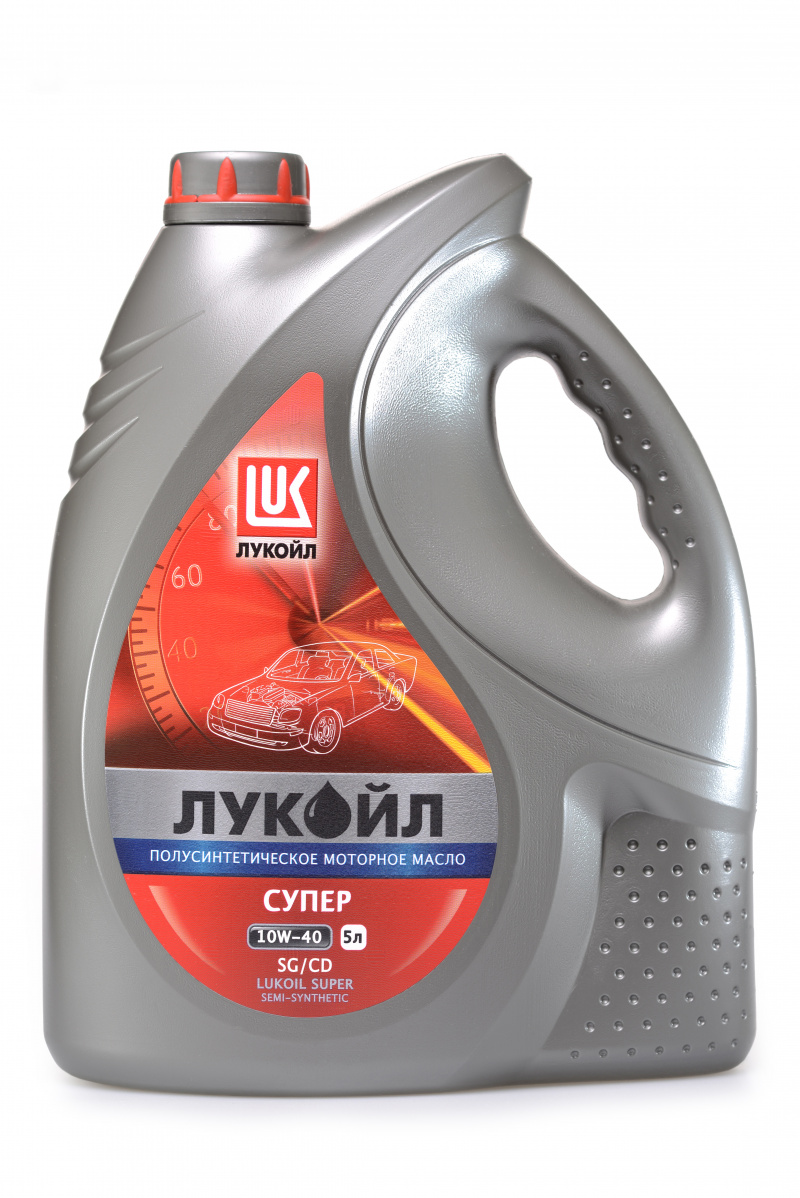 LUK
ЛУКОЙЛ
60
40
ЛУКОЙЛ
ПОЛУСИНТЕТИЧЕСКОЕ МОТОРНОЕ МАСЛО
СУПЕР
10W-40 5л
SG/CD
LUKOIL SUPER
SEMI-SYNTHETIC